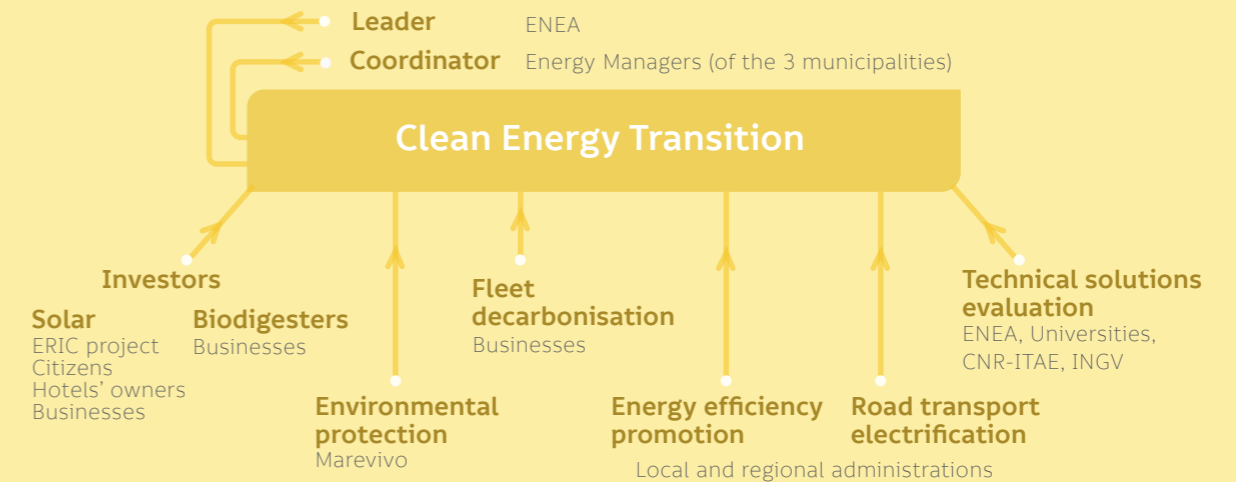 Leader ENEA
Coordinator Energy Managers (of the 3 municipalities)
Clean Energy Transition
Investors
Solar
ERIC project
Citizens
Hotels' owners
Businesses
Biodigesters
Businesses
Environmental
protection
Marevivo
Fleet
decarbonisation
Businesses
Energy efficiency
promotion
Road transport
electrification
Local and regional administrations
Technical solutions
evaluation
ENEA, Universities,
CNR-ITAE, INGV